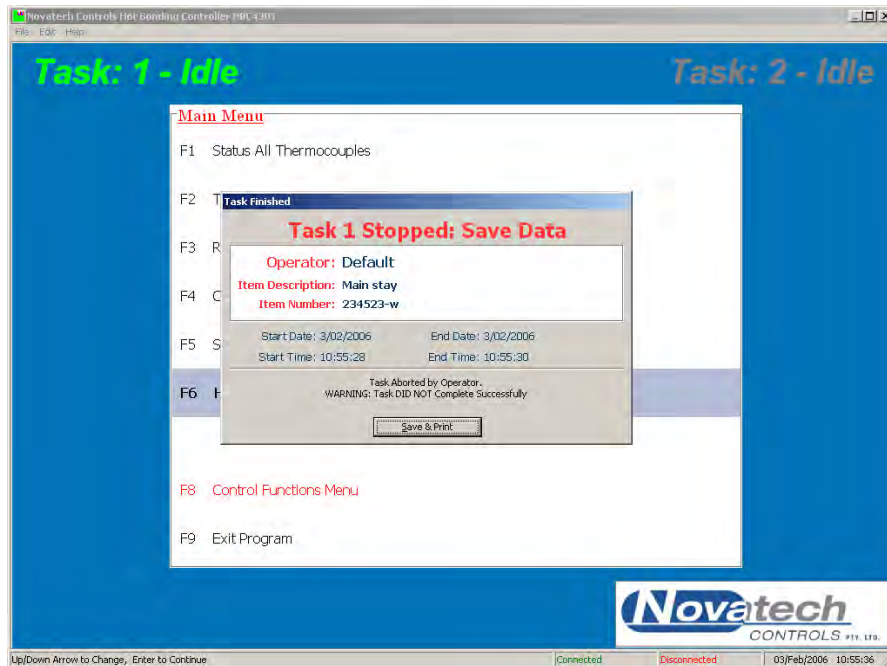 Novatech Controls Hot Bonding Controller HBC4301
File Edit Help
Task: 1 - Idle
Task: 2 - Idle
Main Menu
F1 Status All Thermocouples
F2 T
Task Finished
Task 1 Stopped: Save Data
F3 R
Operator: Default
Item Description: Main stay
F4 C
Item Number: 234523-w
Start Date: 3/02/2006 End Date: 3/02/2006
F5 S
Start Time: 10:55:28 End Time: 10:55:30
Task Aborted by Operator.
F6 H
WARNING: Task DID NOT Complete Successfully
Save & Print
F8 Control Functions Menu
F9 Exit Program
Novatech
CONTROLS PTY. LTD.
Up/Down Arrow to Change, Enter to Continue Connected Disconnected 03/Feb/2006 10:55:36